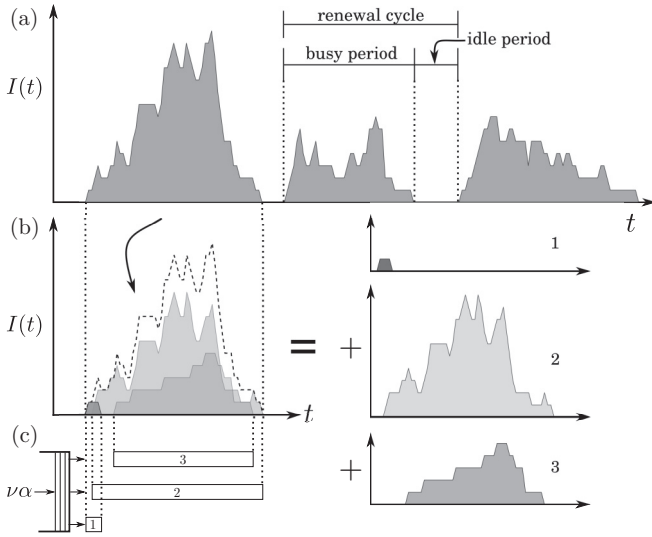 (a)
renewal cycle
idle period
busy period
I(t)
t
(b)
1
I(t)
= +
2
t
(c)
3
+
3
να
2
1